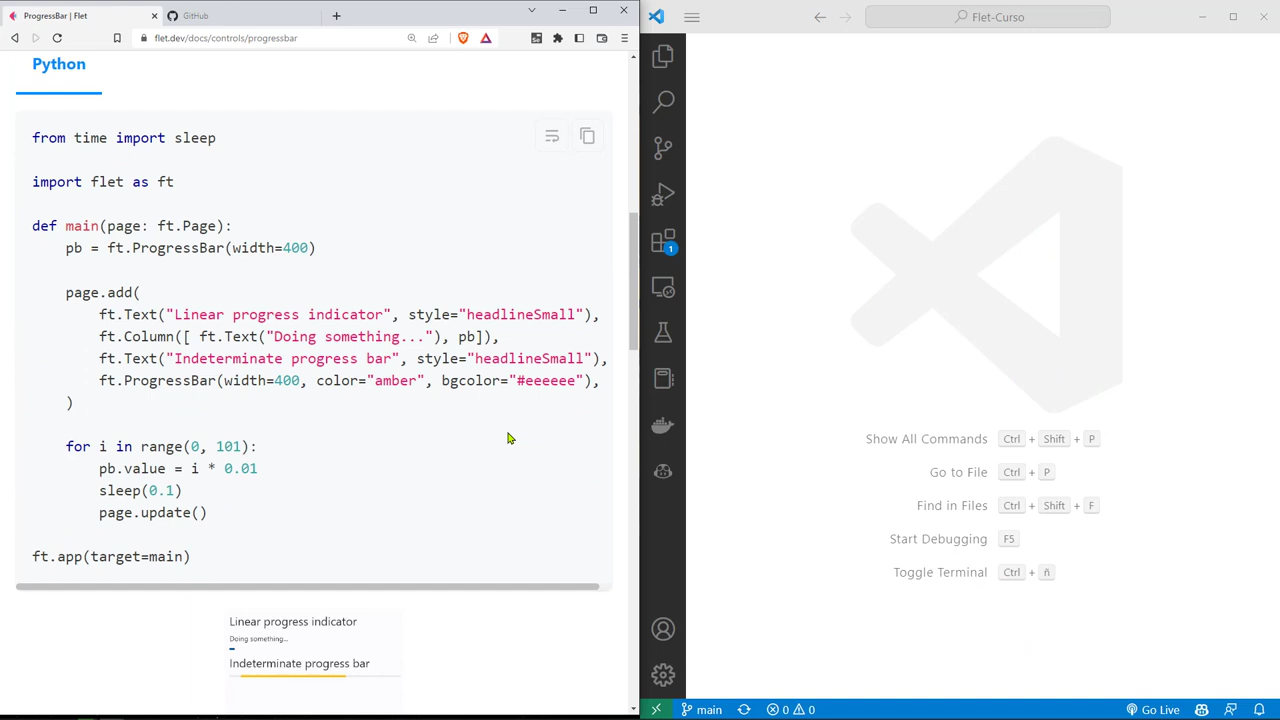 ProgressBar | Flet
GitHub
flet.dev/docs/controls/progressbar
Python
from time import sleep
import flet as ft
def main(page: ft.Page):
pb = ft.ProgressBar(width=400)
page.add(
ft.Text("Linear progress indicator", style="headlineSmall"),
ft.Column([ ft.Text("Doing something..."), pb]),
ft.Text("Indeterminate progress bar", style="headlineSmall"),
ft.ProgressBar(width=400, color="amber", bgcolor="#eeeeee"),
)
for i in range(0, 101):
pb.value = i * 0.01
sleep(0.1)
page.update()
ft.app(target=main)
Linear progress indicator
Doing something...
Indeterminate progress bar
Flet-Curso
1
Show All Commands Ctrl + Shift + P
Go to File Ctrl + P
Find in Files Ctrl + Shift + F
Start Debugging F5
Toggle Terminal Ctrl + ñ
main 0 0 Go Live